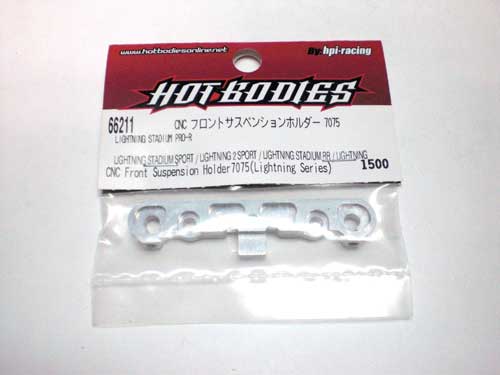 www.hotbodiesonline.net
By:hpi-racing
HOT BODIES
66211 CNC フロントサスペンションホルダー 7075
LIGHTNING STADIUM PRO-R
LIGHTNING STADIUM SPORT / LIGHTNING 2 SPORT / LIGHTNING STADIUM RR / LIGHTNING
CNC Front Suspension Holder7075(Lightning Series) 1500